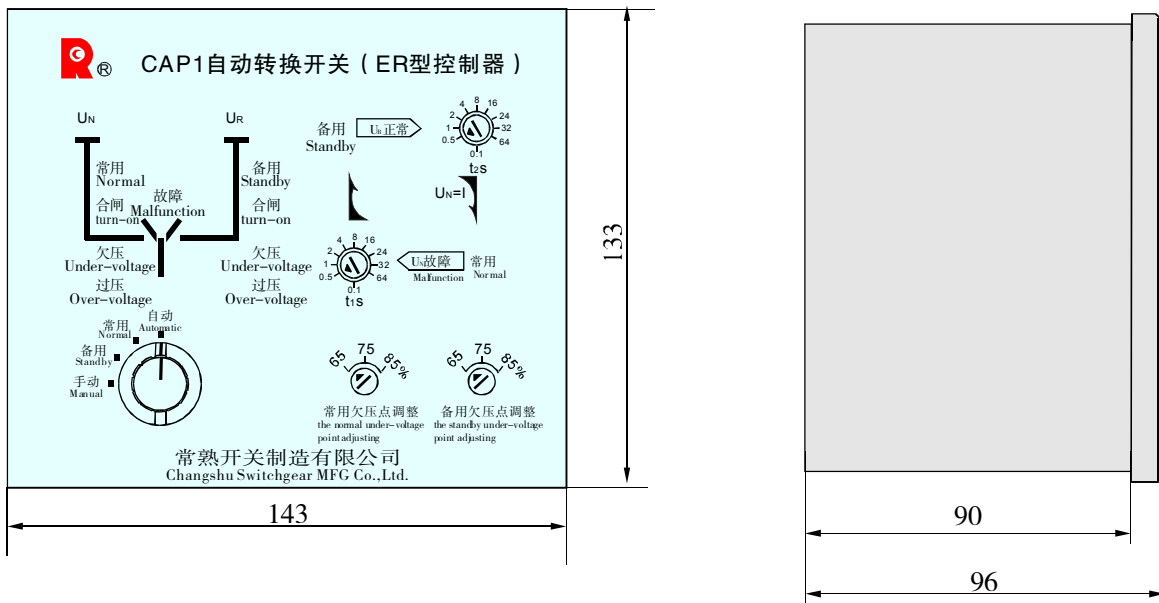 R C ®
CAP1自动转换开关（ER型控制器）
UN
UR
常用
Normal
备用
Standby
故障
Malfunction
合闸
turn-on
合闸
turn-on
欠压
Under-voltage
欠压
Under-voltage
过压
Over-voltage
过压
Over-voltage
备用
Standby
UR 正常
0.5 1 2 4 8 16 24 32 64 0.1
t2s
UN=I
0.5 1 2 4 8 16 24 32 64 0.1
t1s
UN故障
Malfunction
常用
Normal
自动
Automatic
常用
Normal
备用
Standby
手动
Manual
65 75 85%
65 75 85%
常用欠压点调整
the normal under-voltage
point adjusting
备用欠压点调整
the standby under-voltage
point adjusting
常熟开关制造有限公司
Changshu Switchgear MFG Co.,Ltd.
133
143
90
96